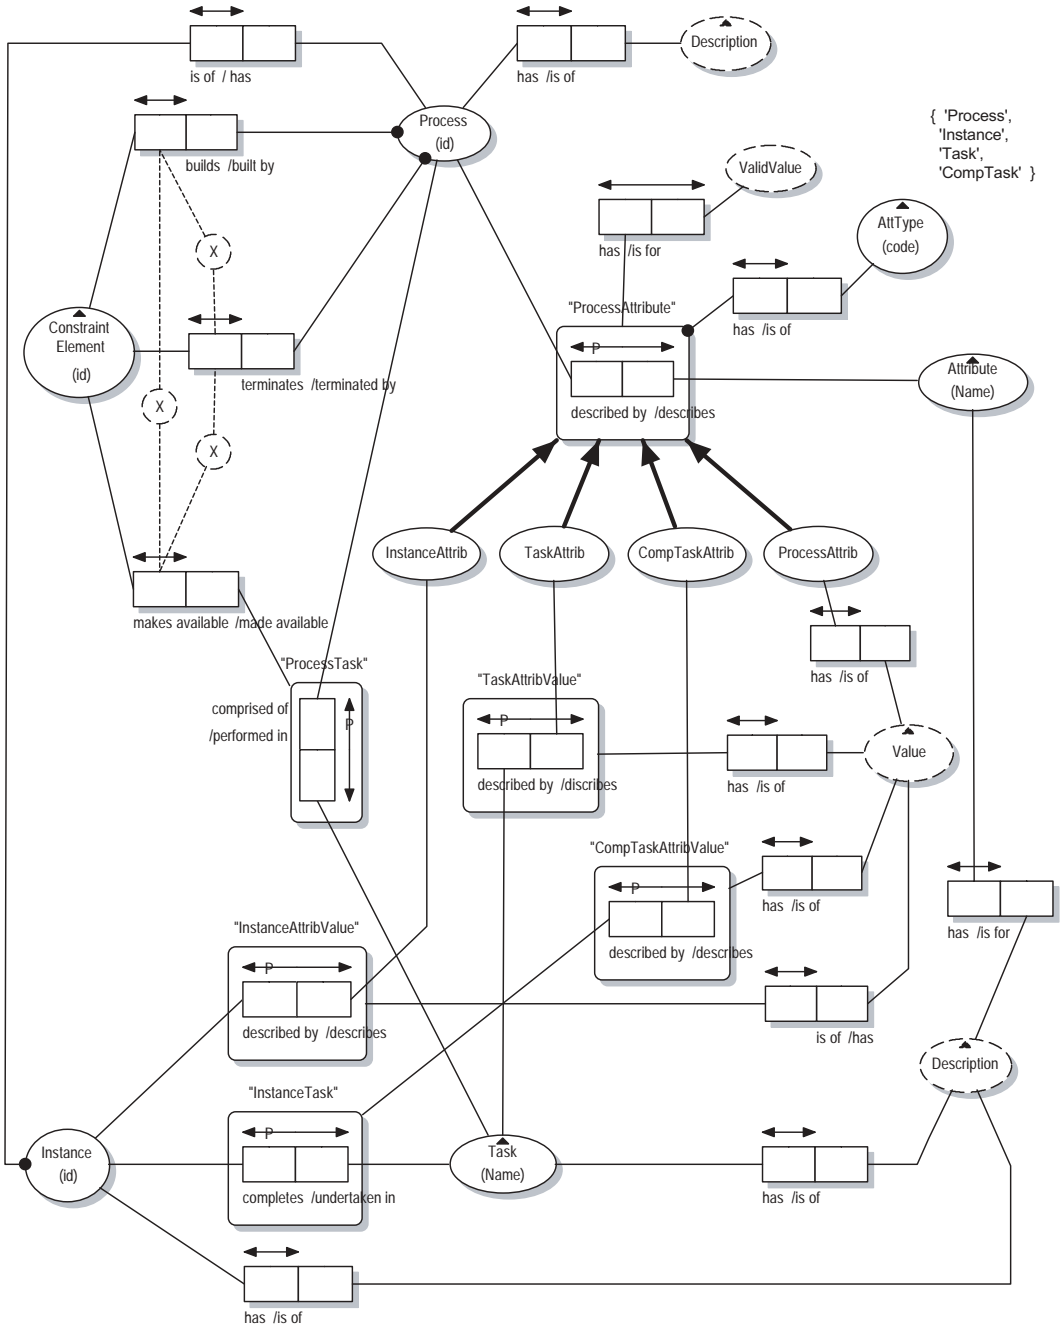 is of / has
has /is of
Description
Process
(id)
builds /built by
{ 'Process',
'Instance',
'Task',
'CompTask' }
ValidValue
has /is for
AttType
(code)
has /is of
X
"ProcessAttribute"
Constraint
Element
(id)
P
terminates /terminated by
described by /describes
Attribute
(Name)
X
X
InstanceAttrib
TaskAttrib
CompTaskAttrib
ProcessAttrib
makes available /made available
"ProcessTask"
has /is of
"TaskAttribValue"
comprised of
/performed in
P
P
Value
described by /discribes
has /is of
"CompTaskAttribValue"
P
has /is of
"InstanceAttribValue"
has /is for
described by /describes
P
described by /describes
is of /has
Description
"InstanceTask"
P
Instance
(id)
Task
(Name)
completes /undertaken in
has /is of
has /is of